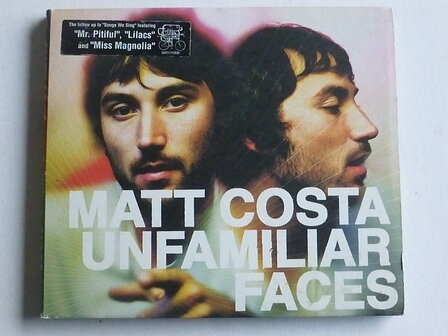 The follow up to "Songs We Sing" featuring
"Mr. Pitiful", "Lilacs"
and "Miss Magnolia"
MATT COSTA
UNFAMILIAR
FACES